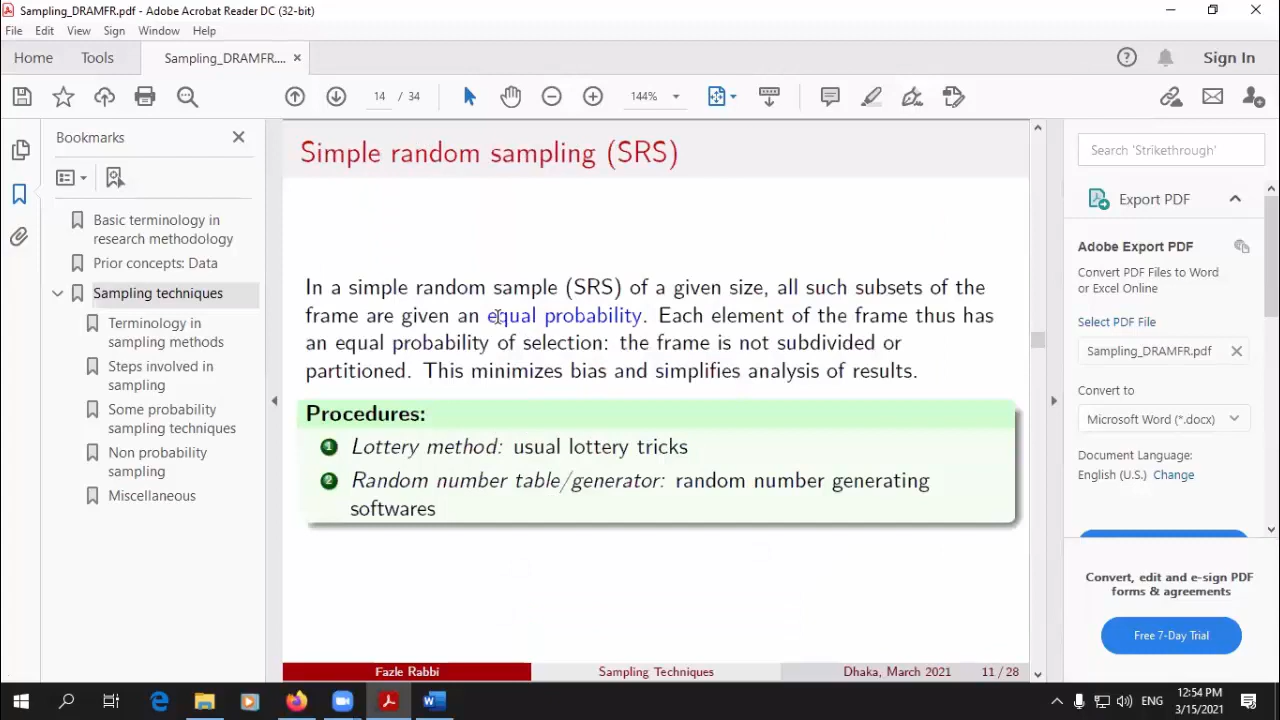 Sampling_DRAMFR.pdf - Adobe Acrobat Reader DC (32-bit)
File Edit View Sign Window Help
Home Tools Sampling_DRAMFR.... × Sign In
14 / 34 144%
Bookmarks
Basic terminology in
research methodology
Prior concepts: Data
Sampling techniques
Terminology in
sampling methods
Steps involved in
sampling
Some probability
sampling techniques
Non probability
sampling
Miscellaneous
Simple random sampling (SRS)
In a simple random sample (SRS) of a given size, all such subsets of the
frame are given an equal probability. Each element of the frame thus has
an equal probability of selection: the frame is not subdivided or
partitioned. This minimizes bias and simplifies analysis of results.
Procedures:
1 Lottery method: usual lottery tricks
2 Random number table/generator: random number generating
softwares
Fazle Rabbi Sampling Techniques Dhaka, March 2021 11 / 28
Search 'Strikethrough'
Export PDF
Adobe Export PDF
Convert PDF Files to Word
or Excel Online
Select PDF File
Sampling_DRAMFR.pdf
Convert to
Microsoft Word (*.docx)
Document Language:
English (U.S.) Change
Convert, edit and e-sign PDF
forms & agreements
Free 7-Day Trial
ENG
12:54 PM
3/15/2021